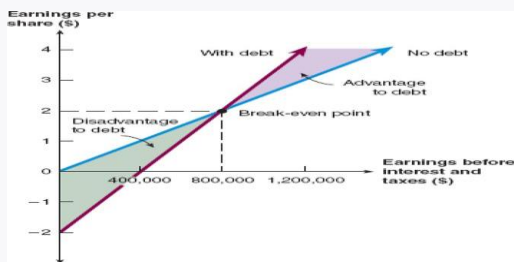 Earnings per
share ($)
With debt
No debt
4
3
2
1
0
−1
−2
Advantage
to debt
Disadvantage
to debt
Break-even point
400,000
800,000
1,200,000
Earnings before
interest and
taxes ($)